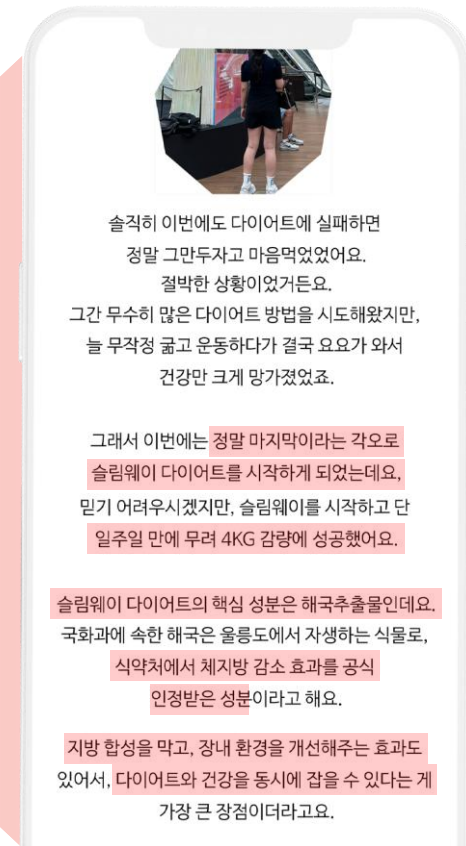 솔직히 이번에도 다이어트에 실패하면
정말 그만두자고 마음먹었었어요.
절박한 상황이었거든요.
그간 무수히 많은 다이어트 방법을 시도해왔지만,
늘 무작정 굶고 운동하다가 결국 요요가 와서
건강만 크게 망가졌었죠.
그래서 이번에는 정말 마지막이라는 각오로
슬림웨이 다이어트를 시작하게 되었는데요,
믿기 어려우시겠지만, 슬림웨이를 시작하고 단
일주일 만에 무려 4KG 감량에 성공했어요.
슬림웨이 다이어트의 핵심 성분은 해국추출물인데요.
국화과에 속한 해국은 울릉도에서 자생하는 식물로,
식약처에서 체지방 감소 효과를 공식
인정받은 성분이라고 해요.
지방 합성을 막고, 장내 환경을 개선해주는 효과도
있어서, 다이어트와 건강을 동시에 잡을 수 있다는 게
가장 큰 장점이더라고요.